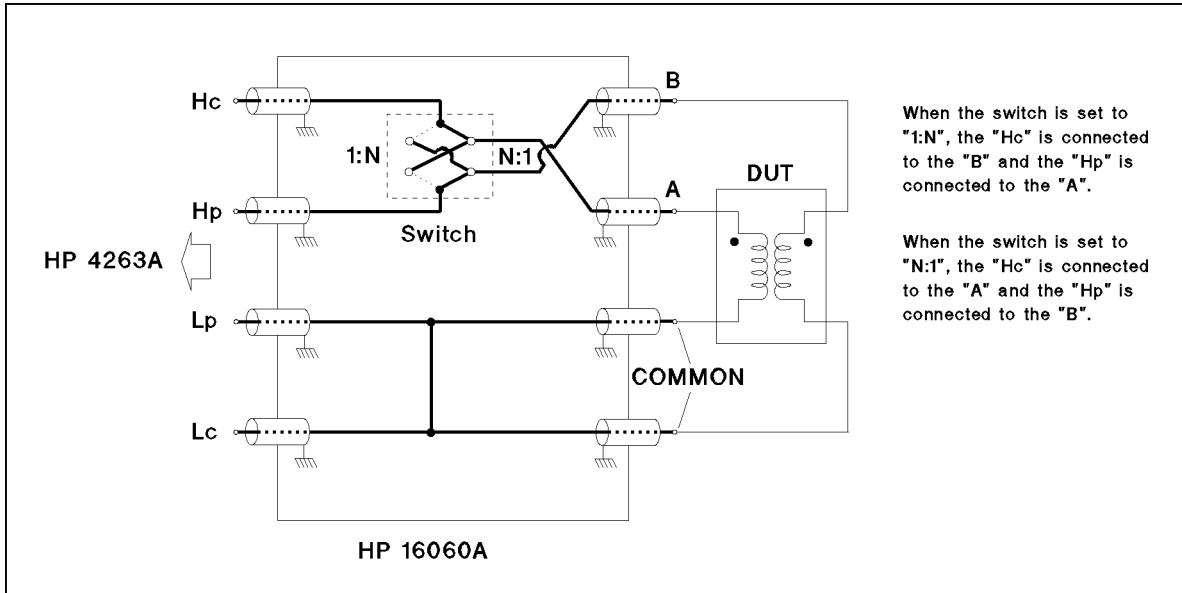 Hc
B
1:N
N:1
Hp
A
Switch
DUT
HP 4263A
Lp
COMMON
Lc
HP 16060A
When the switch is set to
"1:N", the "Hc" is connected
to the "B" and the "Hp" is
connected to the "A".
When the switch is set to
"N:1", the "Hc" is connected
to the "A" and the "Hp" is
connected to the "B".